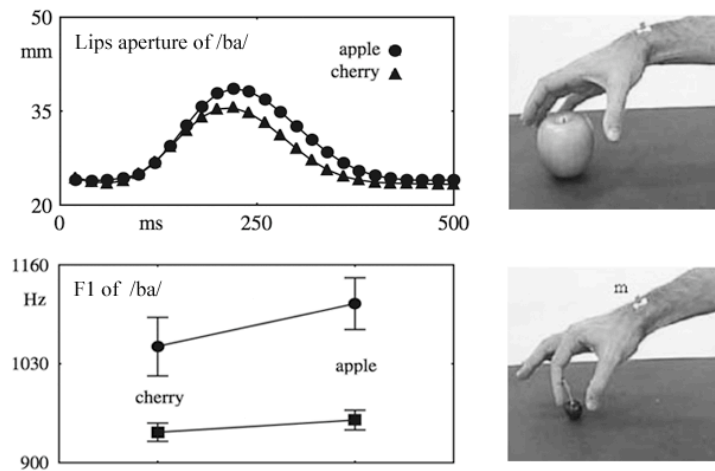 50
mm
Lips aperture of /ba/
apple
cherry
35
20
0
ms
250
500
1160
Hz
F1 of /ba/
m
1030
apple
cherry
900